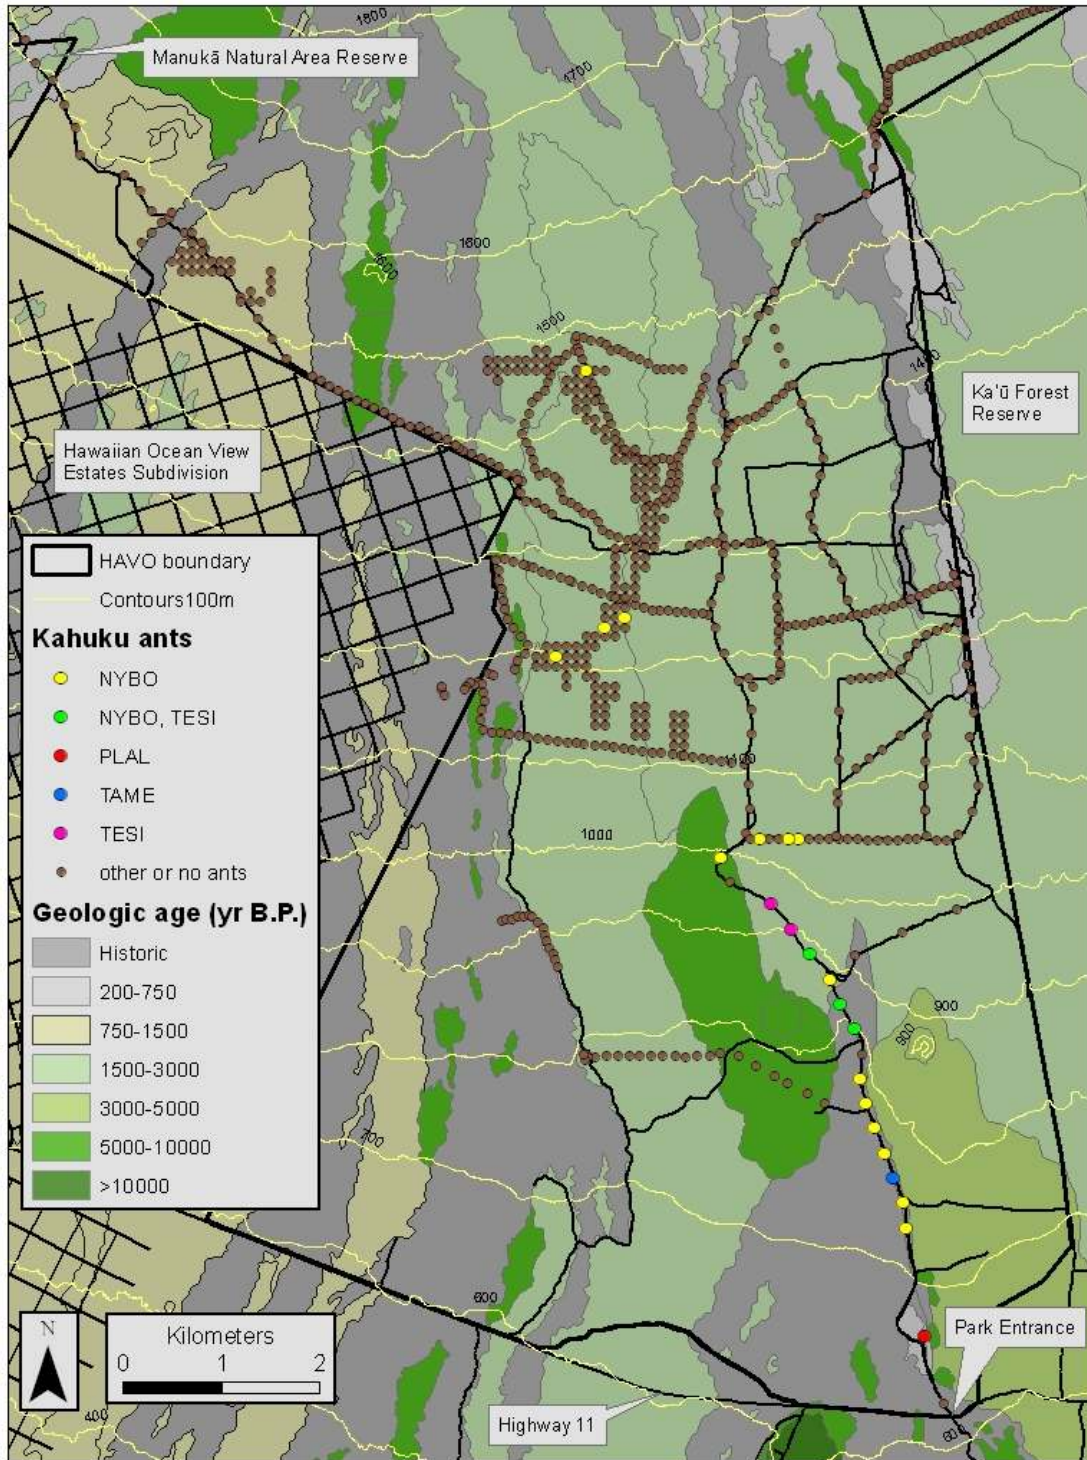 1800
Manukā Natural Area Reserve
1700
1600
1600
1500
1400
Ka'ū Forest
Reserve
Hawaiian Ocean View
Estates Subdivision
HAVO boundary
Contours100m
Kahuku ants
NYBO
NYBO, TESI
PLAL
TAME
TESI
other or no ants
Geologic age (yr B.P.)
Historic
200-750
750-1500
1500-3000
3000-5000
5000-10000
>10000
1100
1000
900
900
700
600
N
Kilometers
0 1 2
Park Entrance
Highway 11
400
600